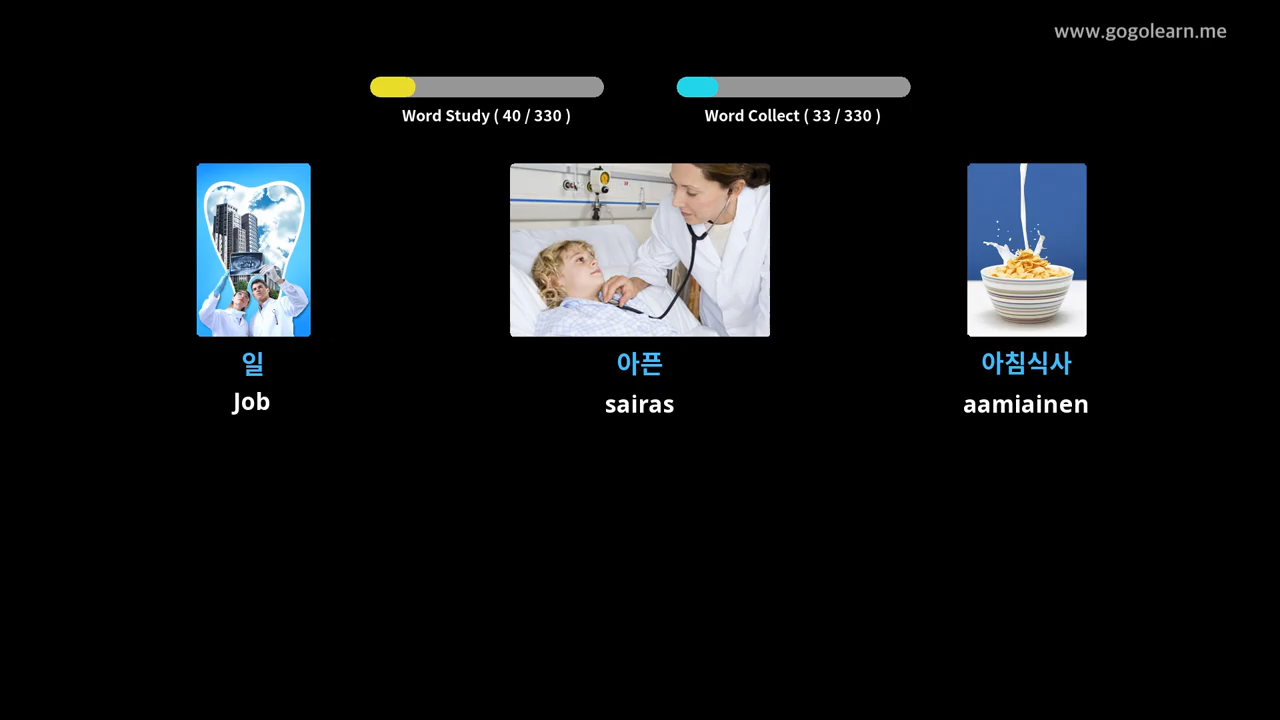 www.gogolearn.me
Word Study ( 40 / 330 )
Word Collect ( 33 / 330 )
일
Job
아픈
sairas
아침식사
aamiainen